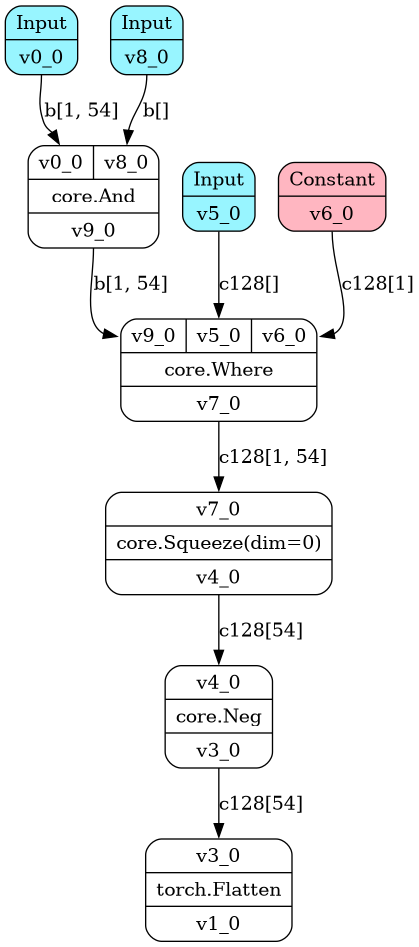 Input
v0_0
Input
v8_0
b[1, 54]
b[]
v0_0 v8_0
core.And
v9_0
Input
v5_0
Constant
v6_0
b[1, 54]
c128[]
c128[1]
v9_0 v5_0 v6_0
core.Where
v7_0
c128[1, 54]
v7_0
core.Squeeze(dim=0)
v4_0
c128[54]
v4_0
core.Neg
v3_0
c128[54]
v3_0
torch.Flatten
v1_0